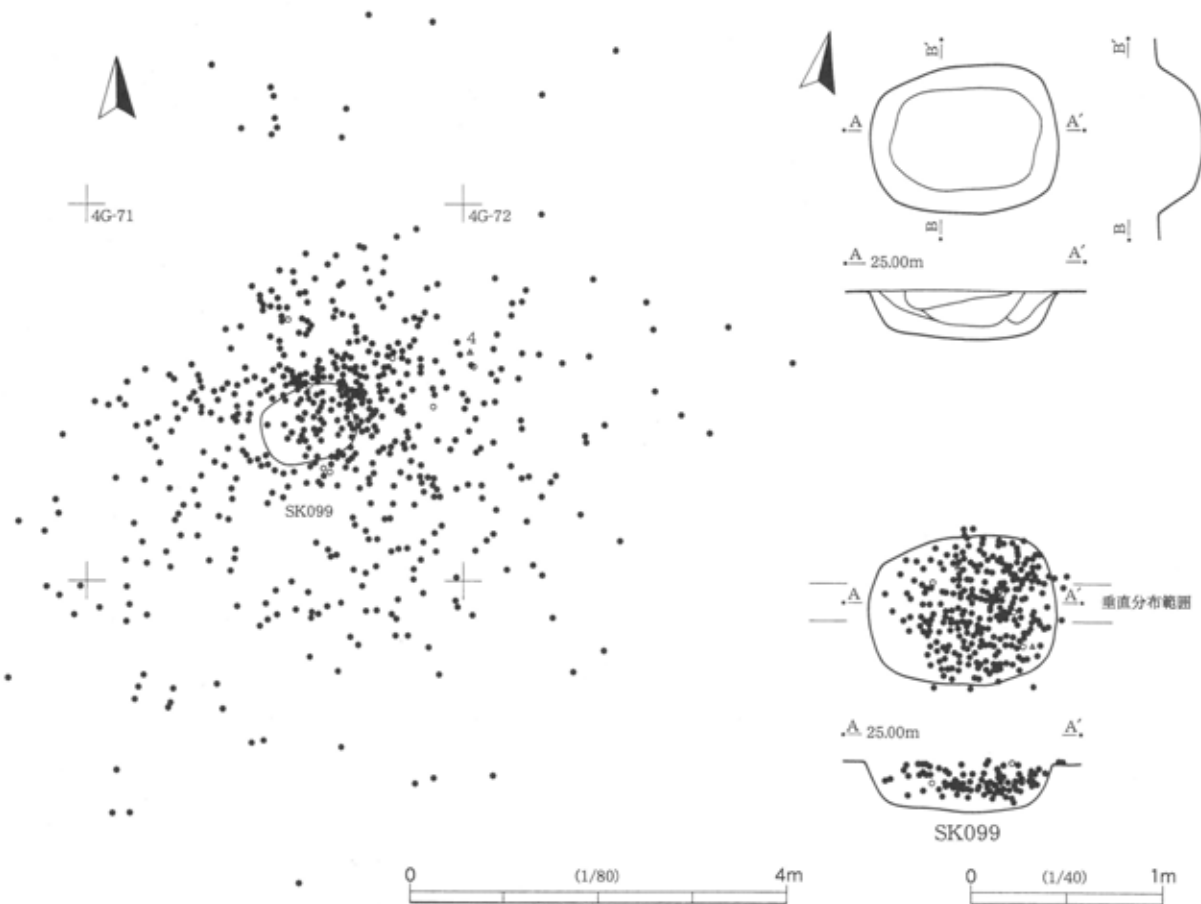 4G-71
4G-72
4
SK099
0 (1/80) 4m
B′
B′
A A′
B
B
A 25.00m A′
A A′ 垂直分布範囲
A 25.00m A′
SK099
0 (1/40) 1m